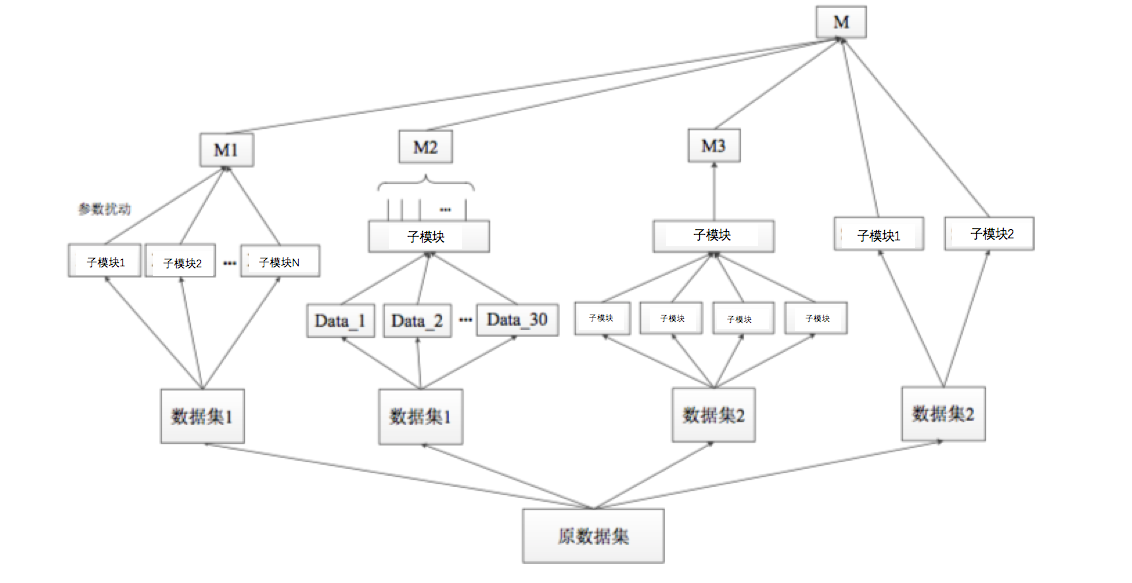 M
M1
M2
M3
参数扰动
...
子模块
子模块
子模块1
子模块2
子模块1
子模块2
...
子模块N
Data_1
Data_2
...
Data_30
子模块
子模块
子模块
子模块
数据集1
数据集1
数据集2
数据集2
原数据集